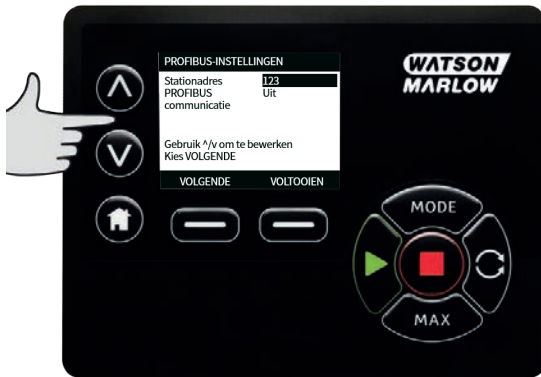 PROFIBUS-INSTELLINGEN
Stationadres 123
PROFIBUS Uit
communicatie
Gebruik ^/v om te bewerken
Kies VOLGENDE
VOLGENDE VOLTOOIEN
WATSON
MARLOW
MODE
MAX